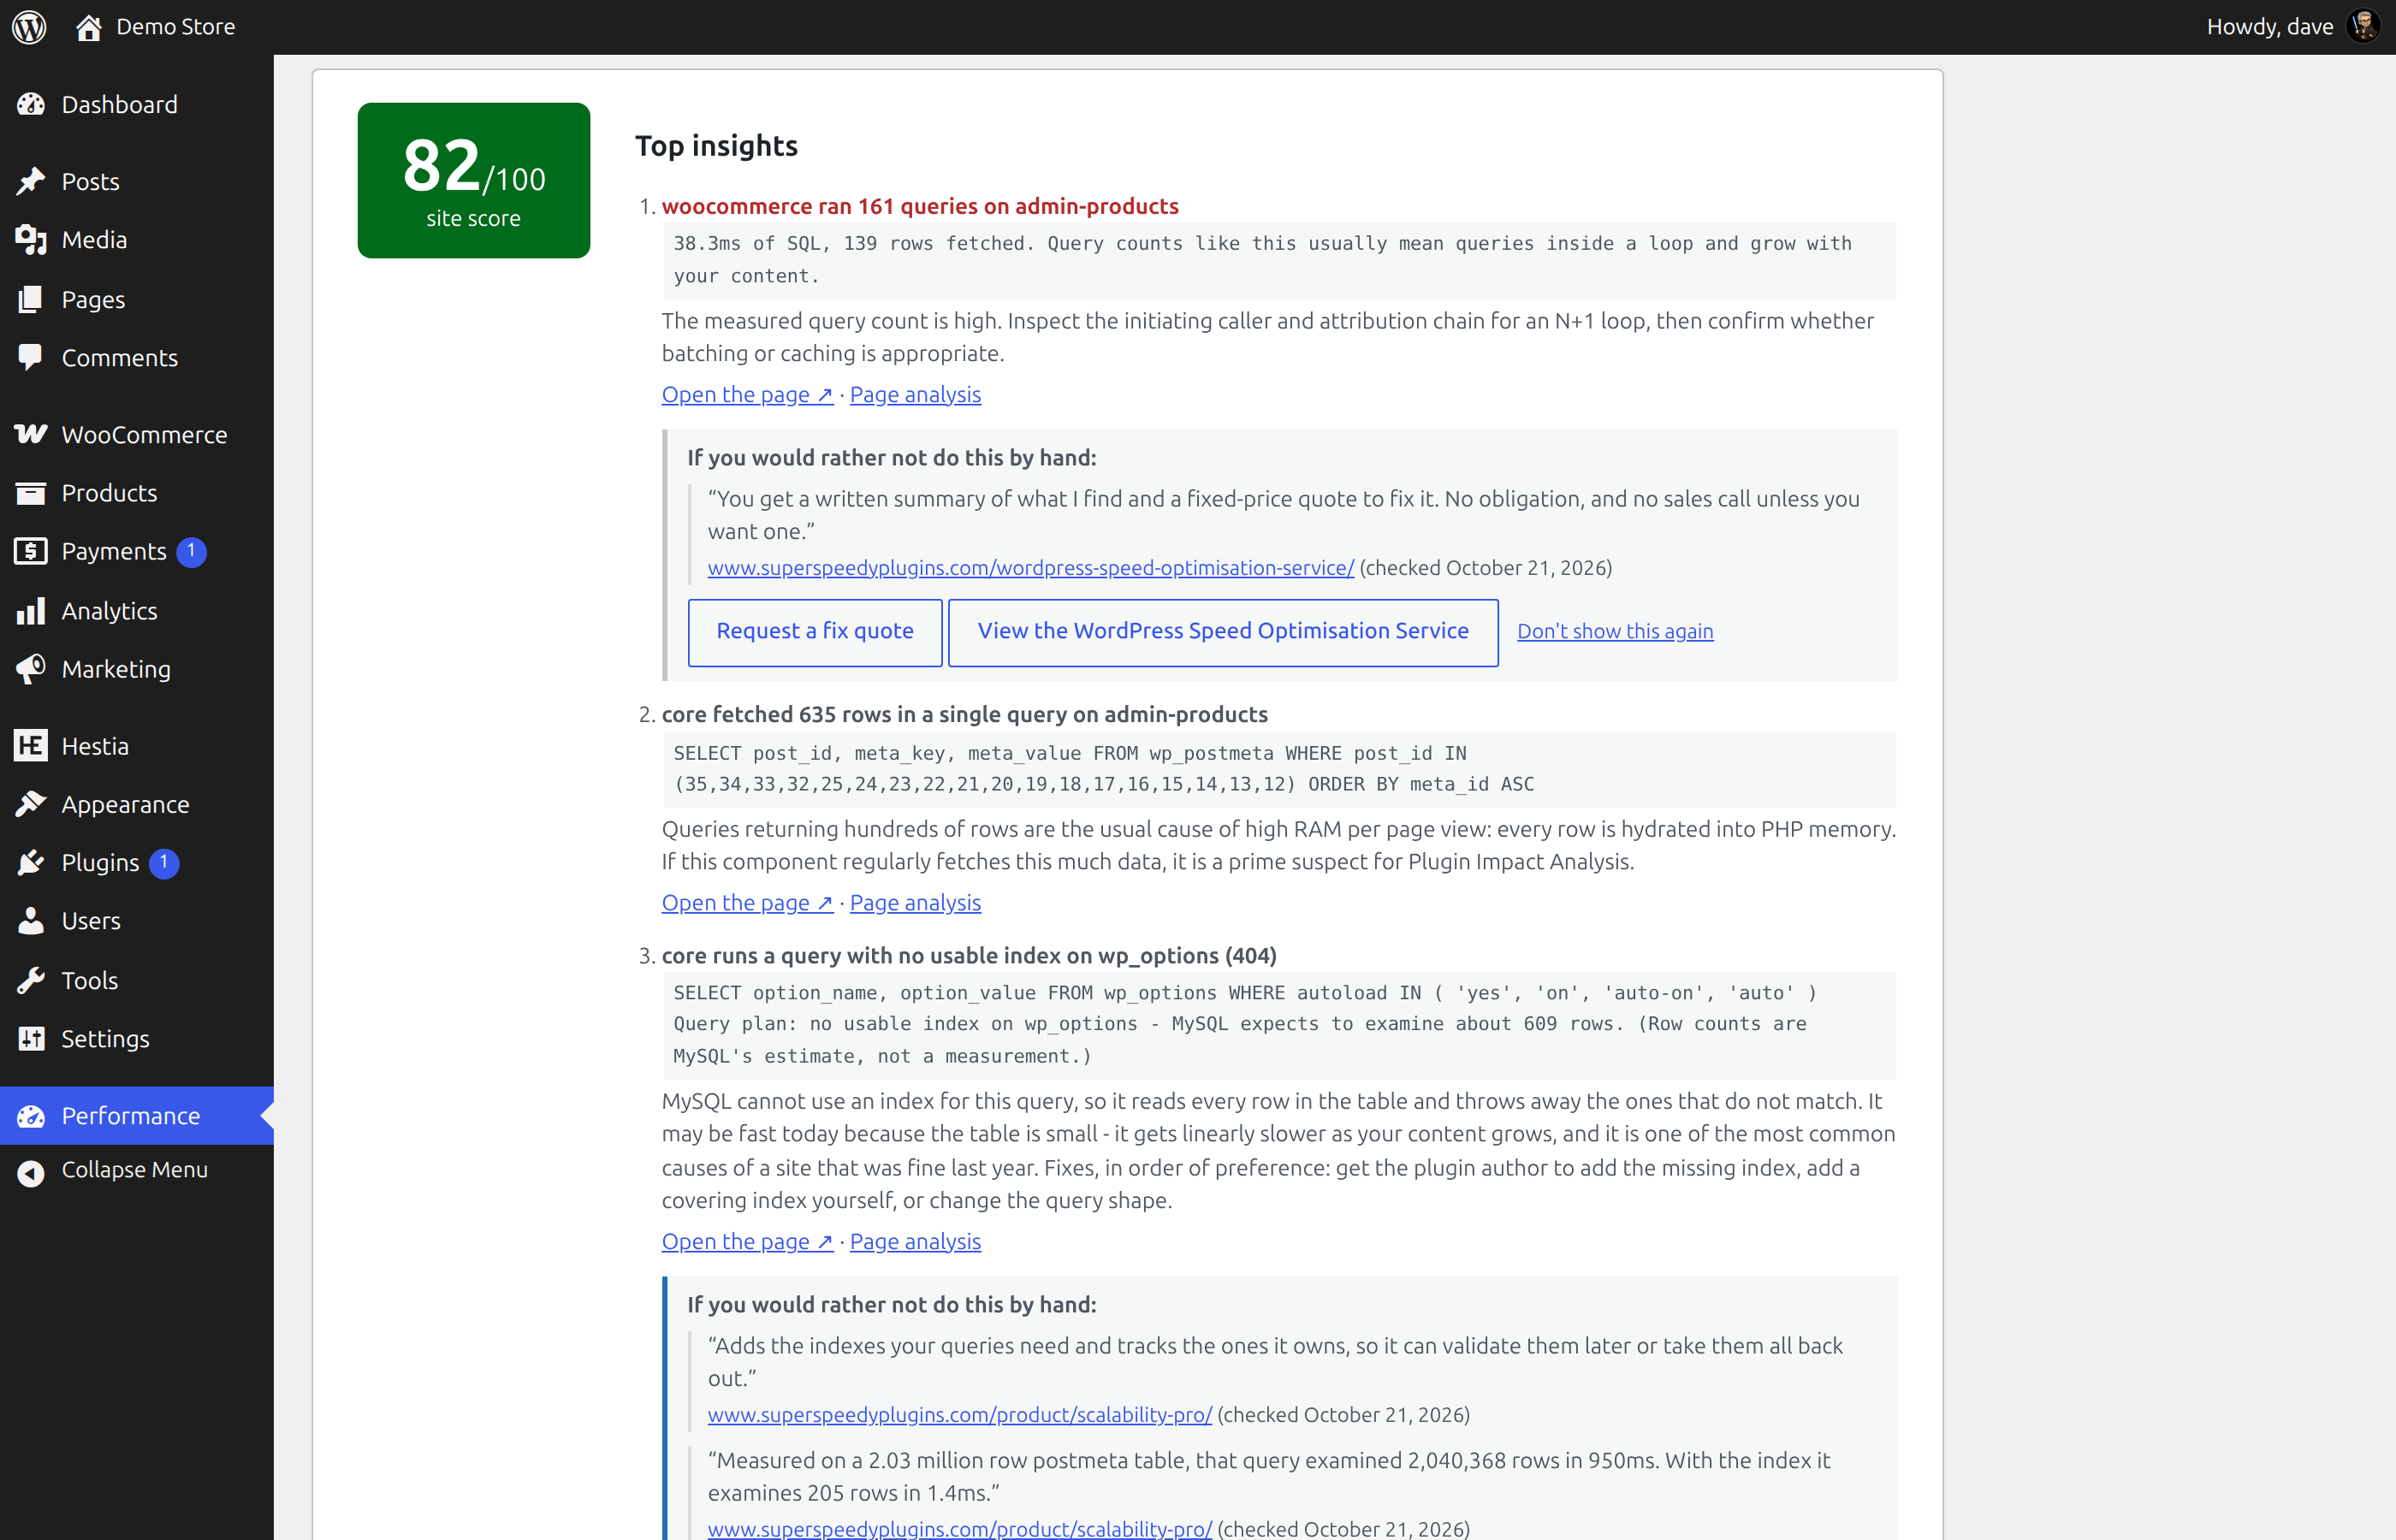 Demo Store
Howdy, dave
Dashboard
Posts
Media
Pages
Comments
WooCommerce
Products
Payments 1
Analytics
Marketing
Hestia
Appearance
Plugins 1
Users
Tools
Settings
Performance
Collapse Menu
82/100
site score
Top insights
1. woocommerce ran 161 queries on admin-products
38.3ms of SQL, 139 rows fetched. Query counts like this usually mean queries inside a loop and grow with
your content.
The measured query count is high. Inspect the initiating caller and attribution chain for an N+1 loop, then confirm whether
batching or caching is appropriate.
Open the page ↗ · Page analysis
If you would rather not do this by hand:
“You get a written summary of what I find and a fixed-price quote to fix it. No obligation, and no sales call unless you
want one.”
www.superspeedyplugins.com/wordpress-speed-optimisation-service/ (checked October 21, 2026)
Request a fix quote
View the WordPress Speed Optimisation Service
Don't show this again
2. core fetched 635 rows in a single query on admin-products
SELECT post_id, meta_key, meta_value FROM wp_postmeta WHERE post_id IN
(35,34,33,32,25,24,23,22,21,20,19,18,17,16,15,14,13,12) ORDER BY meta_id ASC
Queries returning hundreds of rows are the usual cause of high RAM per page view: every row is hydrated into PHP memory.
If this component regularly fetches this much data, it is a prime suspect for Plugin Impact Analysis.
Open the page ↗ · Page analysis
3. core runs a query with no usable index on wp_options (404)
SELECT option_name, option_value FROM wp_options WHERE autoload IN ( 'yes', 'on', 'auto-on', 'auto' )
Query plan: no usable index on wp_options - MySQL expects to examine about 609 rows. (Row counts are
MySQL's estimate, not a measurement.)
MySQL cannot use an index for this query, so it reads every row in the table and throws away the ones that do not match. It
may be fast today because the table is small - it gets linearly slower as your content grows, and it is one of the most common
causes of a site that was fine last year. Fixes, in order of preference: get the plugin author to add the missing index, add a
covering index yourself, or change the query shape.
Open the page ↗ · Page analysis
If you would rather not do this by hand:
“Adds the indexes your queries need and tracks the ones it owns, so it can validate them later or take them all back
out.”
www.superspeedyplugins.com/product/scalability-pro/ (checked October 21, 2026)
“Measured on a 2.03 million row postmeta table, that query examined 2,040,368 rows in 950ms. With the index it
examines 205 rows in 1.4ms.”
www.superspeedyplugins.com/product/scalability-pro/ (checked October 21, 2026)